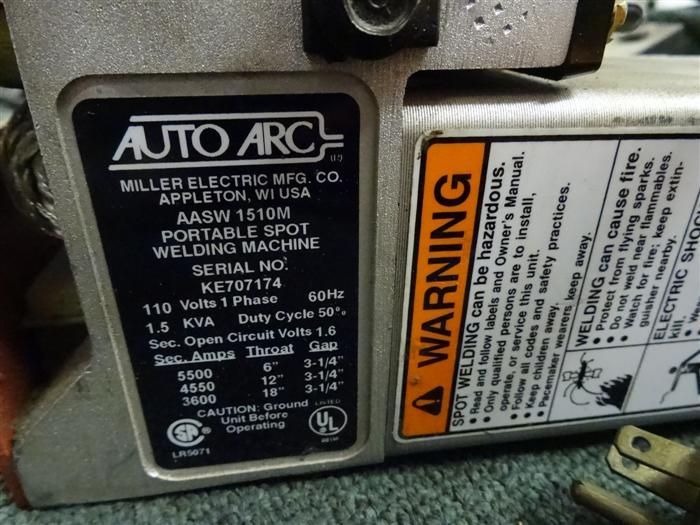 AUTO ARC
MILLER ELECTRIC MFG. CO.
APPLETON, WI USA
AASW 1510M
PORTABLE SPOT
WELDING MACHINE
SERIAL NO.
KE707174
110 Volts 1 Phase 60Hz
1.5 KVA Duty Cycle 50%
Sec. Open Circuit Volts 1.6
Sec. Amps Throat Gap
5500 6" 3-1/4"
4550 12" 3-1/4"
3600 18" 3-1/4"
CAUTION: Ground
Unit Before
Operating
LR5071
LISTED
UL
WARNING
SPOT WELDING can be hazardous.
• Read and follow labels and Owner's Manual.
• Only qualified persons are to install,
operate, or service this unit.
• Follow all codes and safety practices.
• Keep children away.
• Pacemaker wearers keep away.
WELDING can cause fire.
• Protect from flying sparks.
• Do not weld near flammables.
• Watch for fire; keep extin-
guisher nearby.
ELECTRIC
kill.